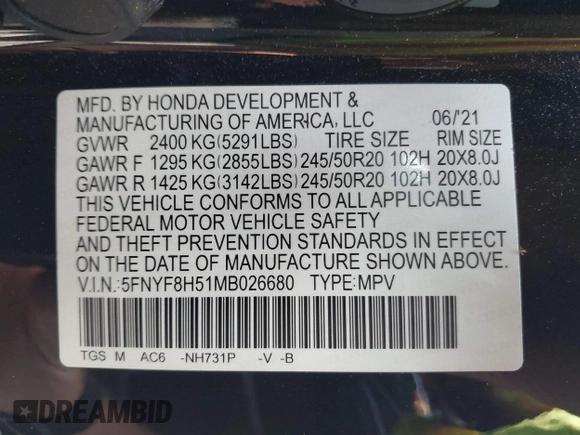 MFD. BY HONDA DEVELOPMENT &
MANUFACTURING OF AMERICA, LLC 06/'21
GVWR 2400 KG(5291LBS) TIRE SIZE RIM SIZE
GAWR F 1295 KG(2855LBS) 245/50R20 102H 20X8.0J
GAWR R 1425 KG(3142LBS) 245/50R20 102H 20X8.0J
THIS VEHICLE CONFORMS TO ALL APPLICABLE
FEDERAL MOTOR VEHICLE SAFETY
AND THEFT PREVENTION STANDARDS IN EFFECT
ON THE DATE OF MANUFACTURE SHOWN ABOVE.
V.I.N.:5FNYF8H51MB026680 TYPE:MPV
TGS M AC6 -NH731P -V -B
DREAMBID